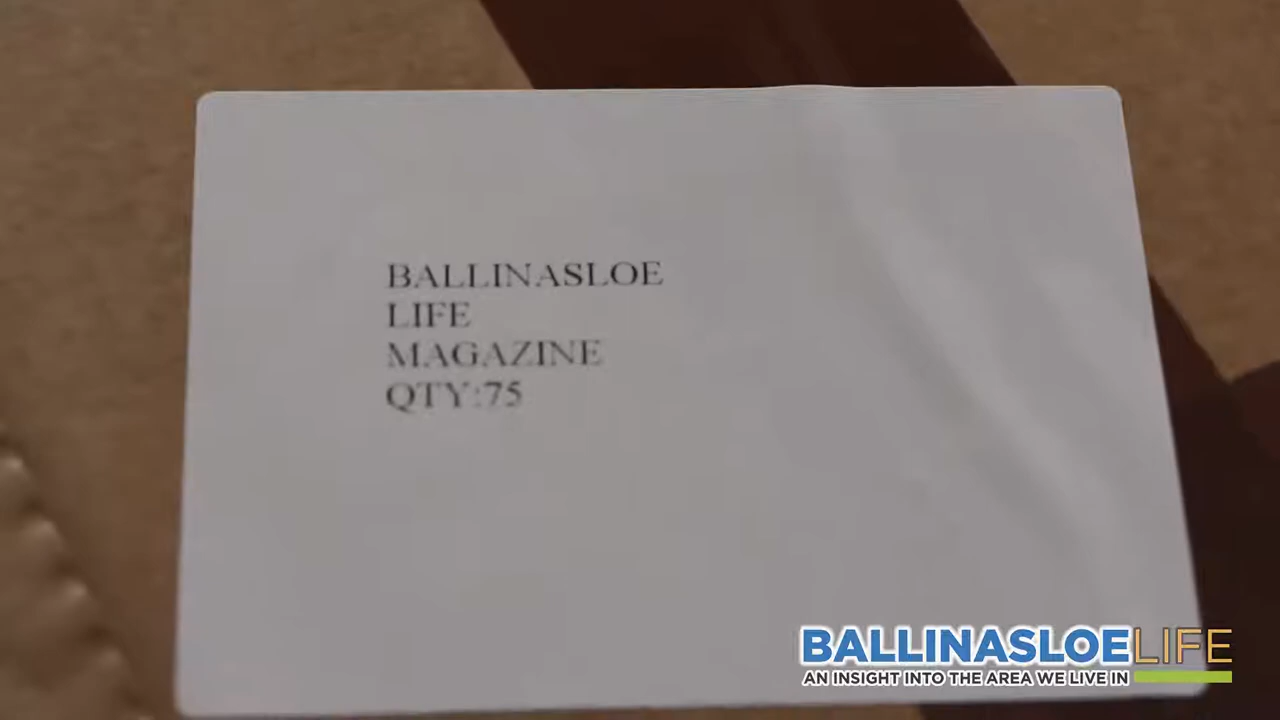 BALLINASLOE
LIFE
MAGAZINE
QTY:75
BALLINASLOELIFE
AN INSIGHT INTO THE AREA WE LIVE IN